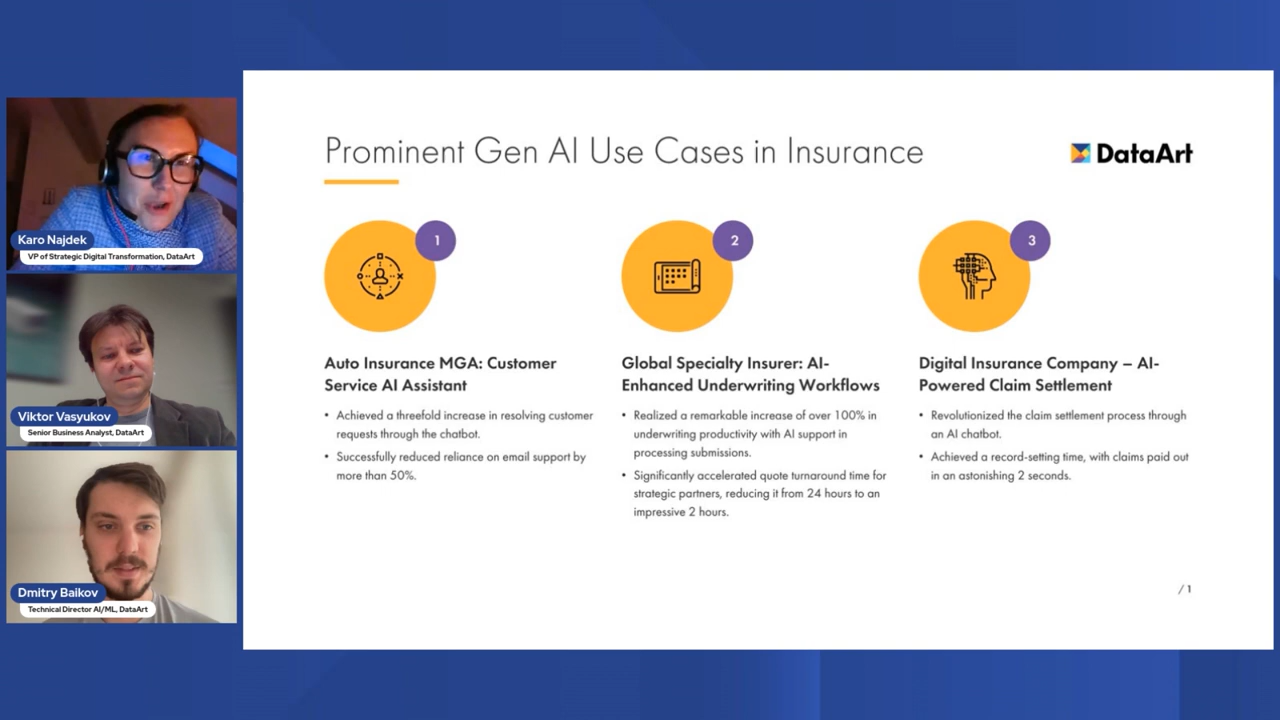 Karo Najdek
VP of Strategic Digital Transformation, DataArt
Viktor Vasyukov
Senior Business Analyst, DataArt
Dmitry Baikov
Technical Director AI/ML, DataArt
Prominent Gen AI Use Cases in Insurance
DataArt
1
Auto Insurance MGA: Customer
Service AI Assistant
• Achieved a threefold increase in resolving customer
requests through the chatbot.
• Successfully reduced reliance on email support by
more than 50%.
2
Global Specialty Insurer: AI-
Enhanced Underwriting Workflows
• Realized a remarkable increase of over 100% in
underwriting productivity with AI support in
processing submissions.
• Significantly accelerated quote turnaround time for
strategic partners, reducing it from 24 hours to an
impressive 2 hours.
3
Digital Insurance Company – AI-
Powered Claim Settlement
• Revolutionized the claim settlement process through
an AI chatbot.
• Achieved a record-setting time, with claims paid out
in an astonishing 2 seconds.
/ 1